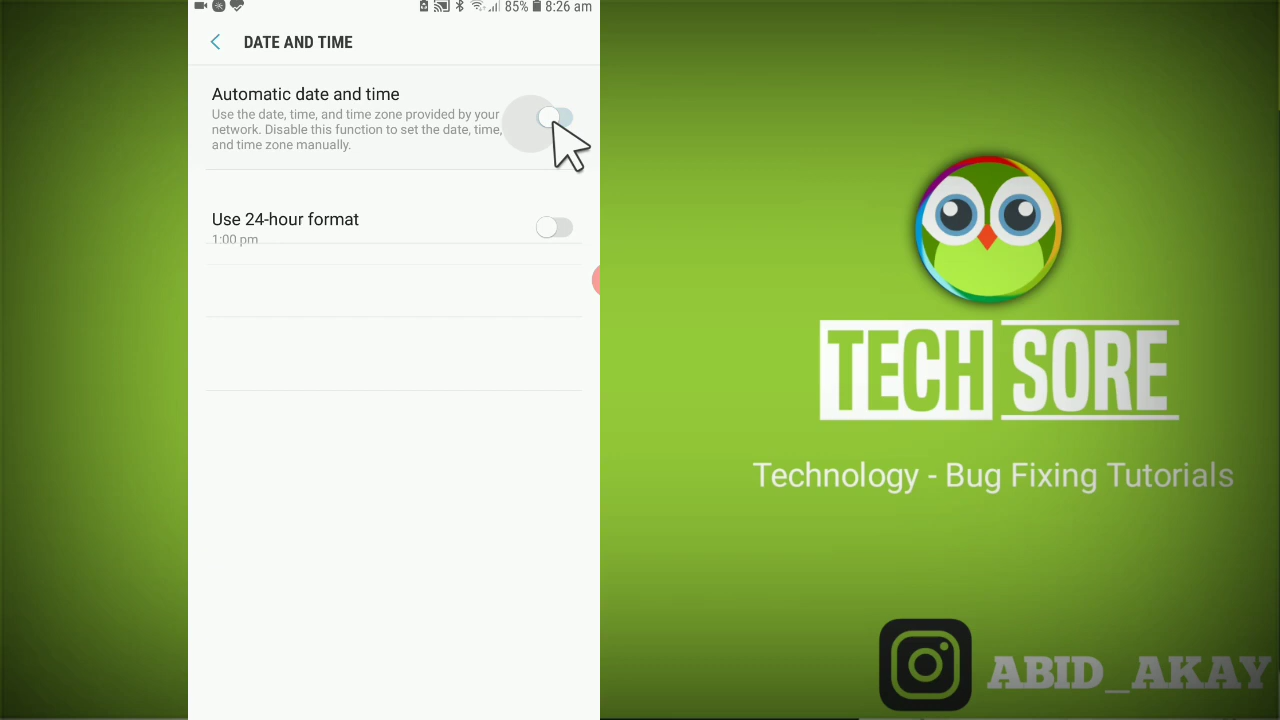 85% 8:26 am
DATE AND TIME
Automatic date and time
Use the date, time, and time zone provided by your
network. Disable this function to set the date, time,
and time zone manually.
Use 24-hour format
1:00 pm
TECH SORE
Technology - Bug Fixing Tutorials
ABID_AKAY